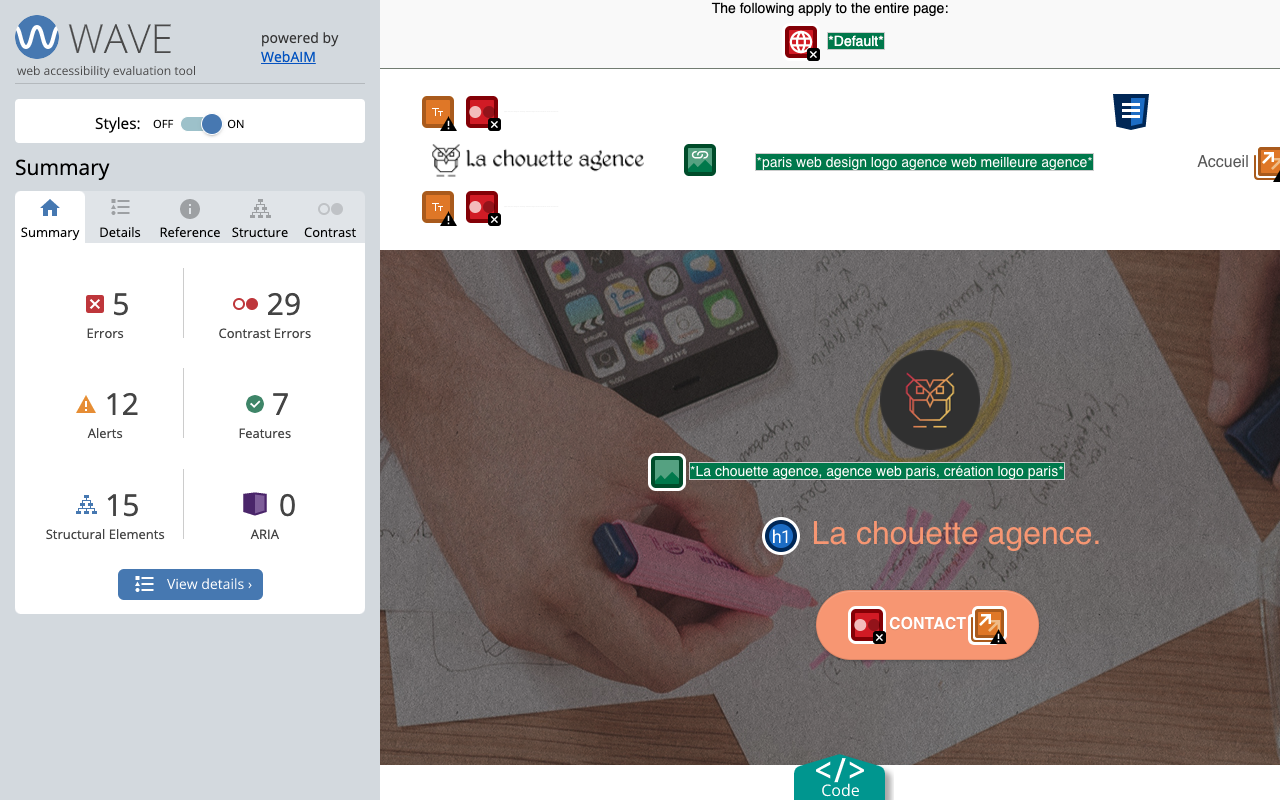 WAVE
web accessibility evaluation tool
powered by
WebAIM
Styles: OFF ON
Summary
Summary
Details
Reference
Structure
Contrast
5
Errors
29
Contrast Errors
12
Alerts
7
Features
15
Structural Elements
0
ARIA
View details ›
The following apply to the entire page:
*Default*
La chouette agence
*paris web design logo agence web meilleure agence*
Accueil
*La chouette agence, agence web paris, création logo paris*
h1 La chouette agence.
CONTACT
</>
Code